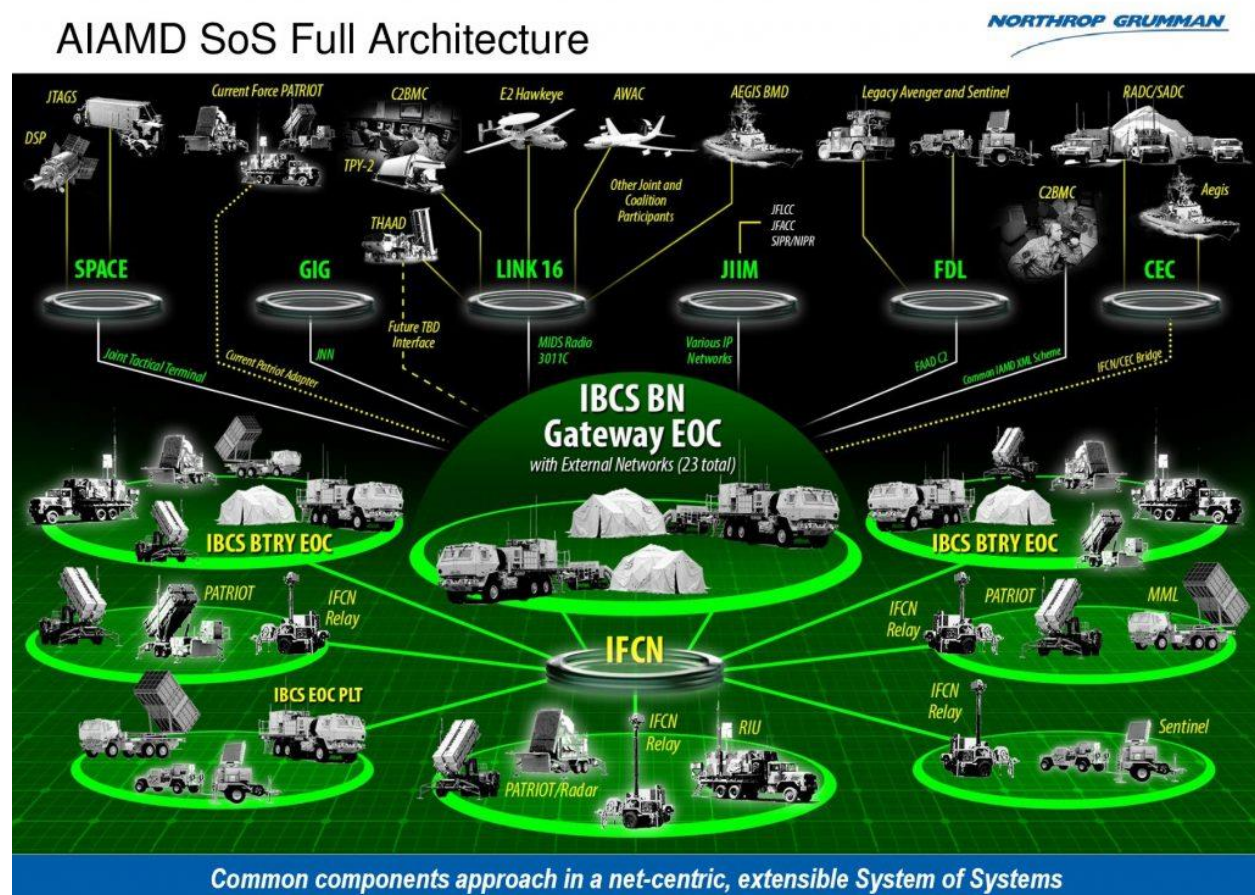 AIAMD SoS Full Architecture
NORTHROP GRUMMAN
JTAGS
DSP
Current Force PATRIOT
C2BMC
TPY-2
E2 Hawkeye
AWAC
AEGIS BMD
Legacy Avenger and Sentinel
RADC/SADC
Other Joint and
Coalition
Participants
THAAD
JFLCC
JFACC
SIPR/NIPR
C2BMC
Aegis
SPACE
GIG
LINK 16
JIIM
FDL
CEC
Joint Tactical Terminal
Current Patriot Adapter
JNN
Future TBD
Interface
MIDS Radio
3011C
Various IP
Networks
FAAD C2
Common IAMD XML Scheme
IFCN/CEC Bridge
IBCS BN
Gateway EOC
with External Networks (23 total)
IBCS BTRY EOC
IBCS BTRY EOC
PATRIOT
IFCN
Relay
IFCN
IFCN
Relay
PATRIOT
MML
IBCS EOC PLT
PATRIOT/Radar
IFCN
Relay
RIU
IFCN
Relay
Sentinel
Common components approach in a net-centric, extensible System of Systems